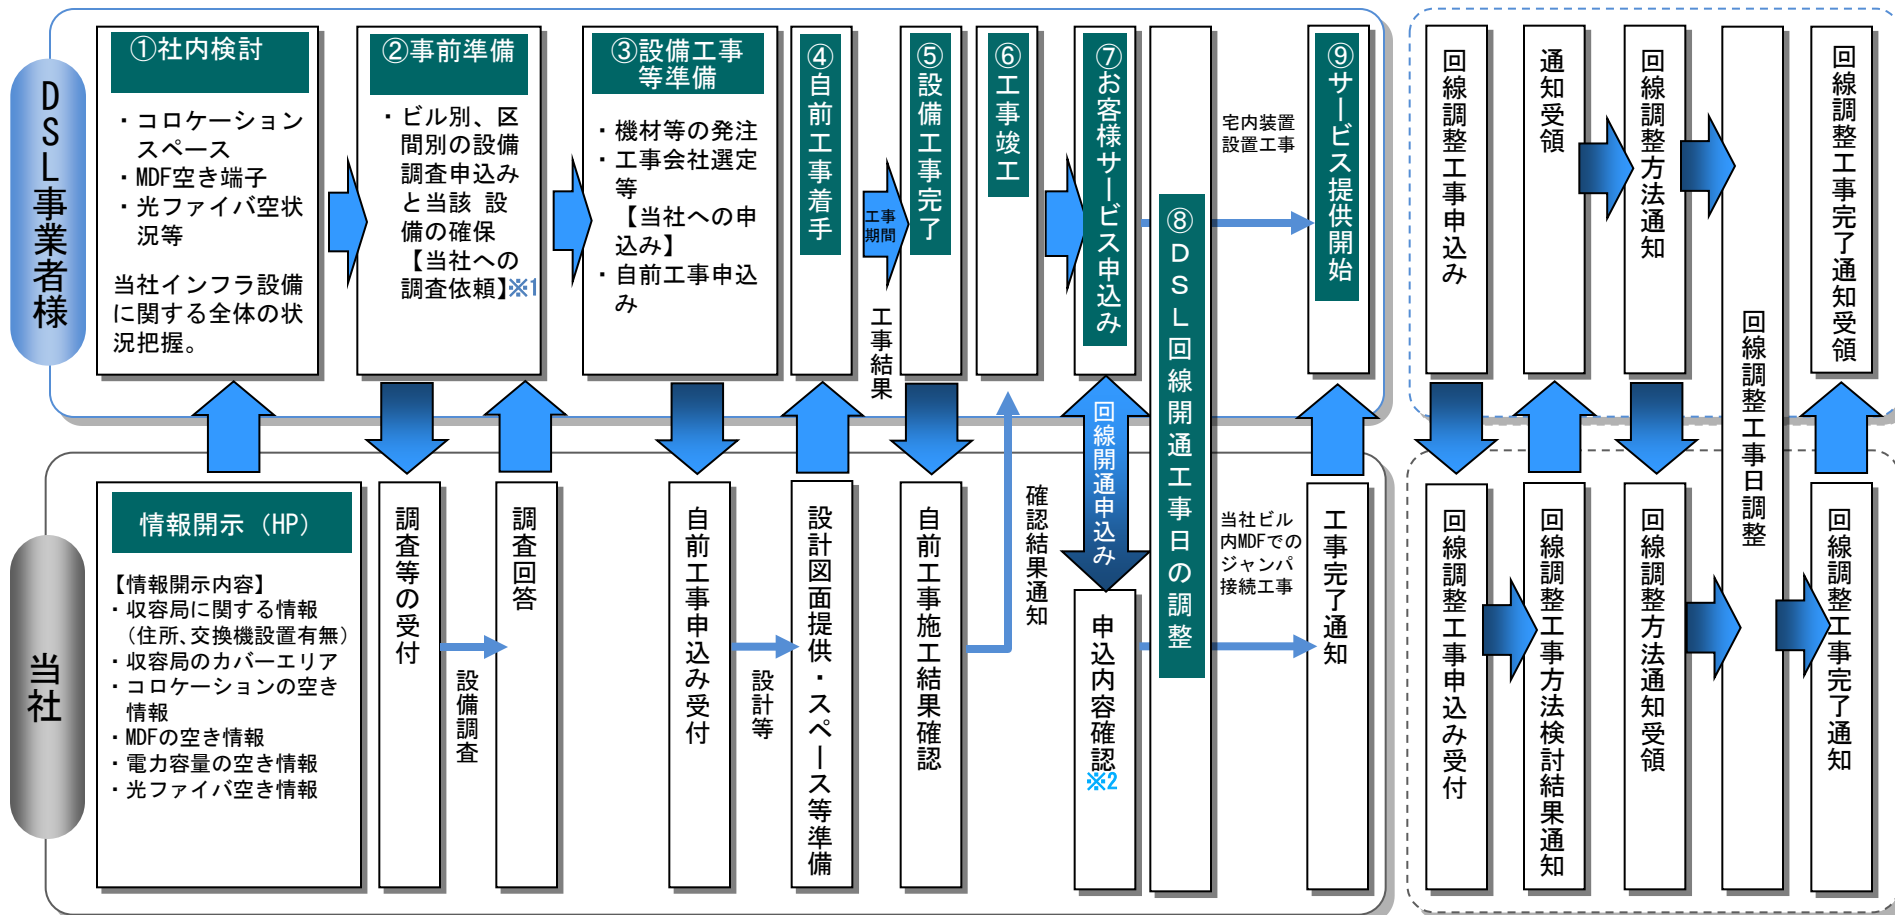 DSL事業者様
①社内検討
・コロケーション
スペース
・MDF空き端子
・光ファイバ空状
況等
当社インフラ設備
に関する全体の状
況把握。
②事前準備
・ビル別、区
間別の設備
調査申込み
と当該 設
備の確保
【当社への
調査依頼】※1
③設備工事
等準備
・機材等の発注
・工事会社選定
等
【当社への申
込み】
・自前工事申込
み
④自前工事着手
工事
期間
工事結果
⑤設備工事完了
⑥工事竣工
⑦お客様サービス申込み
⑧DSL回線開通工事日の調整
宅内装置
設置工事
⑨サービス提供開始
回線調整工事申込み
通知受領
回線調整方法通知
回線調整工事日調整
回線調整工事完了通知受領
当社
情報開示（HP）
【情報開示内容】
・収容局に関する情報
（住所、交換機設置有無）
・収容局のカバーエリア
・コロケーションの空き
情報
・MDFの空き情報
・電力容量の空き情報
・光ファイバ空き情報
調査等の受付
設備調査
調査回答
自前工事申込み受付
設計等
設計図面提供・スペース等準備
自前工事施工結果確認
確認結果通知
回線開通申込み
申込内容確認
※2
当社ビル
内MDFでの
ジャンパ
接続工事
工事完了通知
回線調整工事申込み受付
回線調整工事方法検討結果通知
回線調整方法通知受領
回線調整工事完了通知